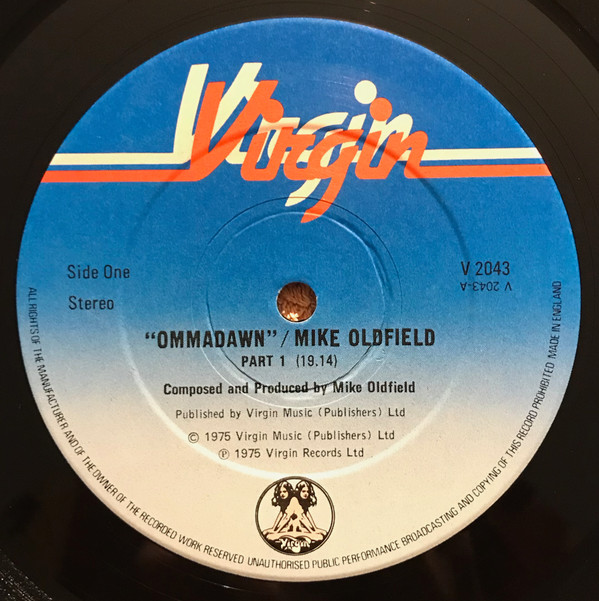 Virgin
Virgin
Side One
Stereo
V 2043
V 2043-A
"OMMADAWN" / MIKE OLDFIELD
PART 1 (19.14)
Composed and Produced by Mike Oldfield
Published by Virgin Music (Publishers) Ltd
© 1975 Virgin Music (Publishers) Ltd
℗ 1975 Virgin Records Ltd
Virgin
ALL RIGHTS OF THE MANUFACTURER AND OF THE OWNER OF THE RECORDED WORK RESERVED UNAUTHORISED PUBLIC PERFORMANCE BROADCASTING AND COPYING OF THIS RECORD PROHIBITED MADE IN ENGLAND